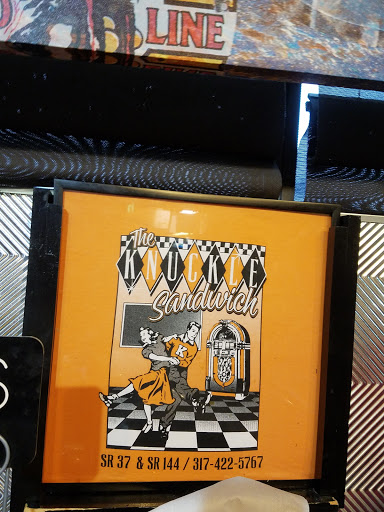 LINE
The
KNUCKLE
Sandwich
K
SR 37 & SR 144 / 317-422-5767
S